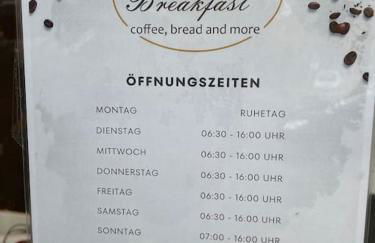 Breakfast
coffee, bread and more
ÖFFNUNGSZEITEN
MONTAG RUHETAG
DIENSTAG 06:30 - 16:00 UHR
MITTWOCH 06:30 - 16:00 UHR
DONNERSTAG 06:30 - 16:00 UHR
FREITAG 06:30 - 16:00 UHR
SAMSTAG 06:30 - 16:00 UHR
SONNTAG 07:00 - 16:00 UHR